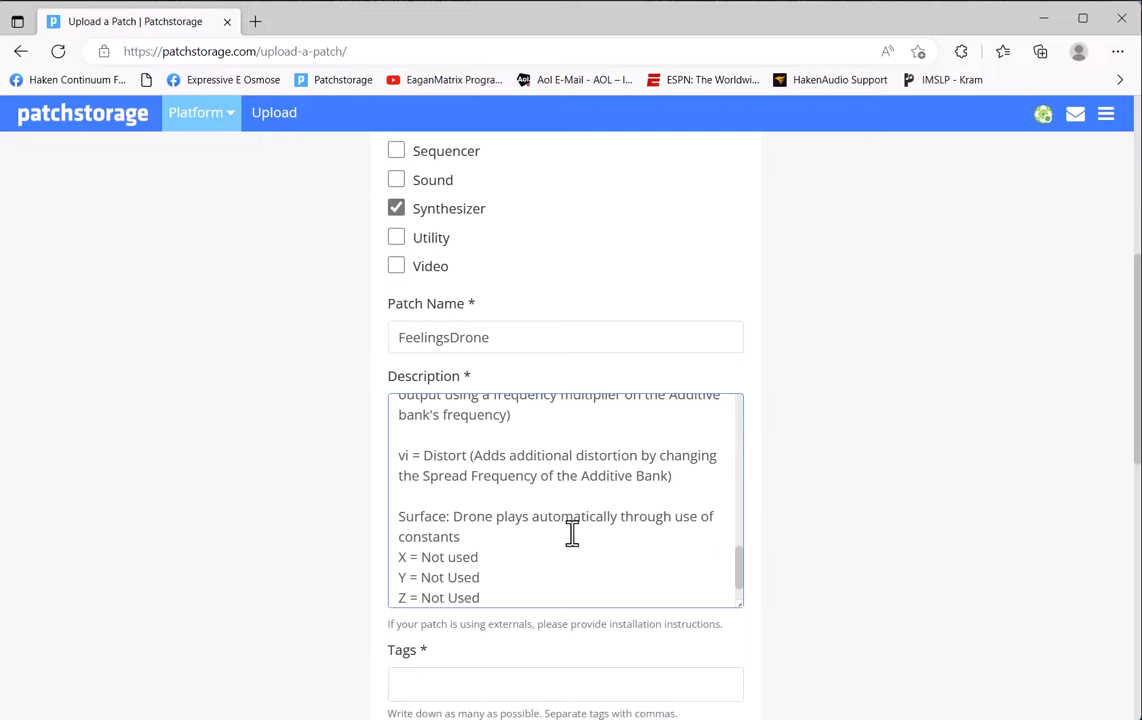 Upload a Patch | Patchstorage
https://patchstorage.com/upload-a-patch/
Haken Continuum F... Expressive E Osmose Patchstorage EaganMatrix Progra... Aol E-Mail - AOL – I... ESPN: The Worldwi... HakenAudio Support IMSLP - Kram
patchstorage Platform Upload
Sequencer
Sound
Synthesizer
Utility
Video
Patch Name *
FeelingsDrone
Description *
output using a frequency multiplier on the Additive
bank's frequency)
vi = Distort (Adds additional distortion by changing
the Spread Frequency of the Additive Bank)
Surface: Drone plays automatically through use of
constants
X = Not used
Y = Not Used
Z = Not Used
If your patch is using externals, please provide installation instructions.
Tags *
Write down as many as possible. Separate tags with commas.